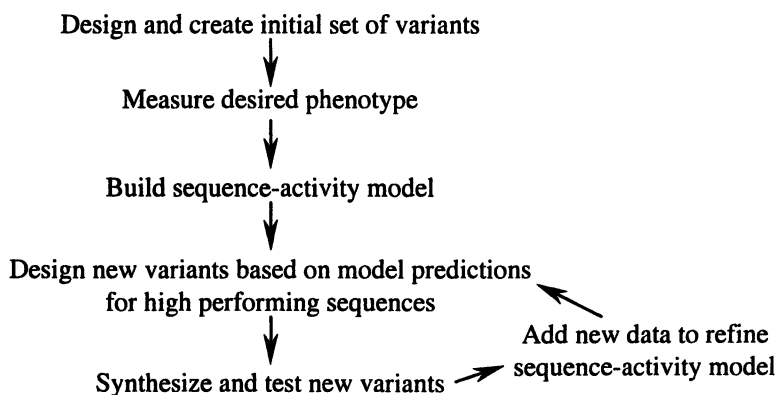 Design and create initial set of variants
Measure desired phenotype
Build sequence-activity model
Design new variants based on model predictions
for high performing sequences
Add new data to refine
sequence-activity model
Synthesize and test new variants